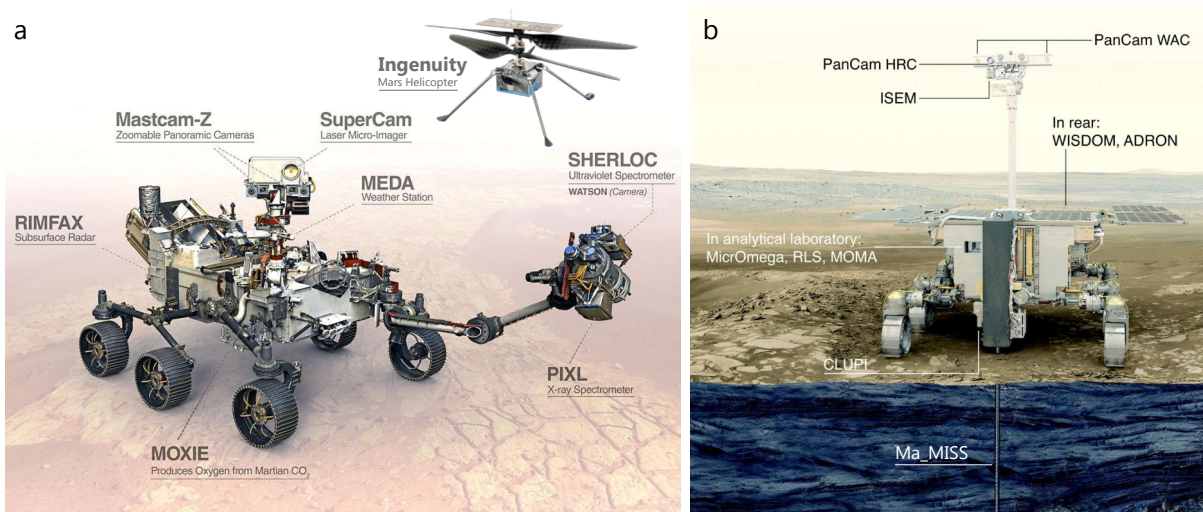 a
Ingenuity
Mars Helicopter
Mastcam-Z
Zoomable Panoramic Cameras
SuperCam
Laser Micro-Imager
SHERLOC
Ultraviolet Spectrometer
WATSON (Camera)
MEDA
Weather Station
RIMFAX
Subsurface Radar
PIXL
X-ray Spectrometer
MOXIE
Produces Oxygen from Martian CO₂
b
PanCam WAC
PanCam HRC
ISEM
In rear:
WISDOM, ADRON
In analytical laboratory:
MicrOmega, RLS, MOMA
CLUPI
Ma_MISS